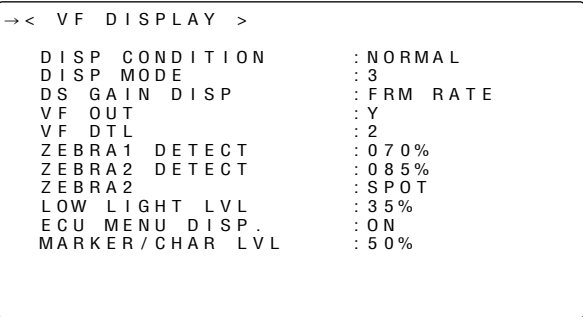 →< VF DISPLAY >
DISP CONDITION :NORMAL
DISP MODE :3
DS GAIN DISP :FRM RATE
VF OUT :Y
VF DTL :2
ZEBRA1 DETECT :070%
ZEBRA2 DETECT :085%
ZEBRA2 :SPOT
LOW LIGHT LVL :35%
ECU MENU DISP. :ON
MARKER/CHAR LVL :50%